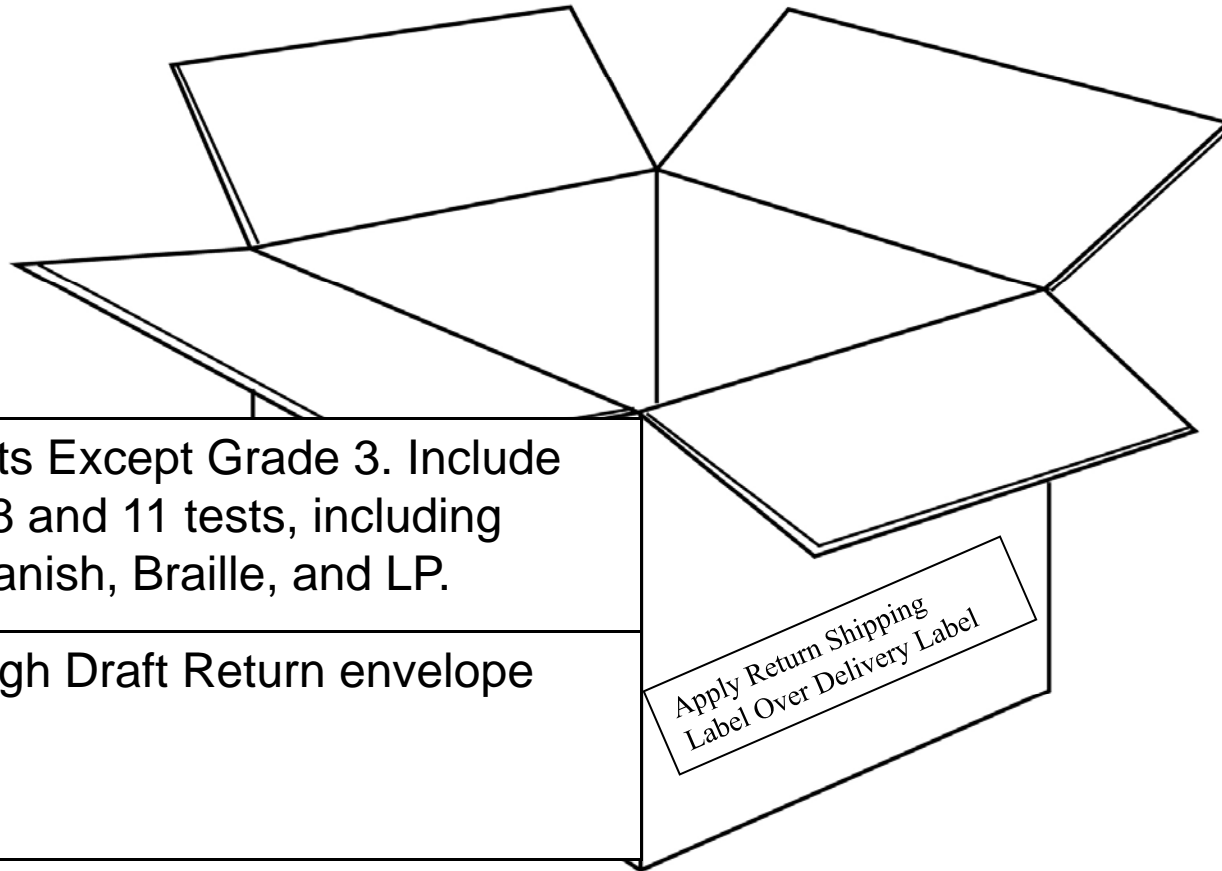 ts Except Grade 3. Include
3 and 11 tests, including
anish, Braille, and LP.
gh Draft Return envelope
Apply Return Shipping
Label Over Delivery Label